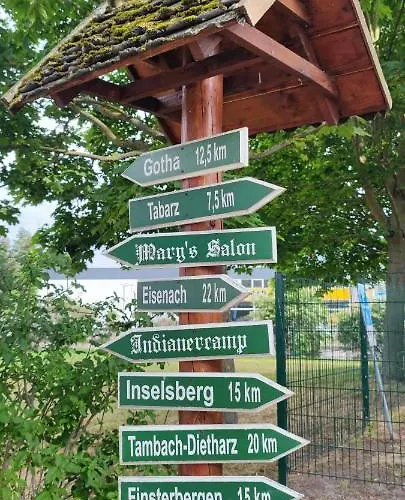 Gotha 12,5 km
Tabarz 7,5 km
Mary's Salon
Eisenach 22 km
Indianercamp
Inselsberg 15 km
Tambach-Dietharz 20 km
Finsterbergen 15 km